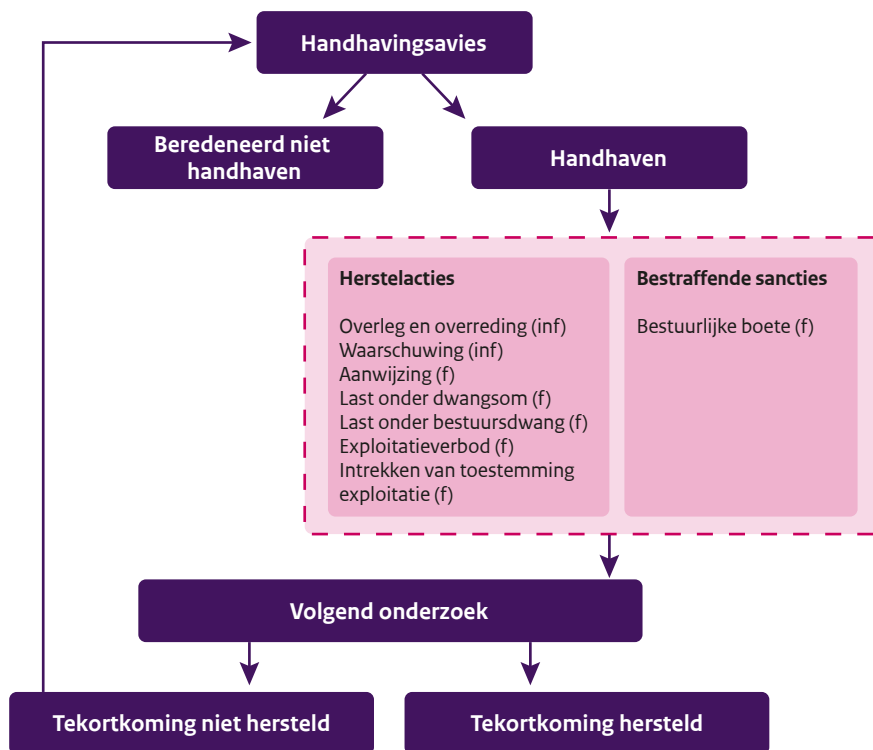 Handhavingsavies
Beredeneerd niet
handhaven
Handhaven
Herstelacties
Overleg en overreding (inf)
Waarschuwing (inf)
Aanwijzing (f)
Last onder dwangsom (f)
Last onder bestuursdwang (f)
Exploitatieverbod (f)
Intrekken van toestemming
exploitatie (f)
Bestraffende sancties
Bestuurlijke boete (f)
Volgend onderzoek
Tekortkoming niet hersteld
Tekortkoming hersteld